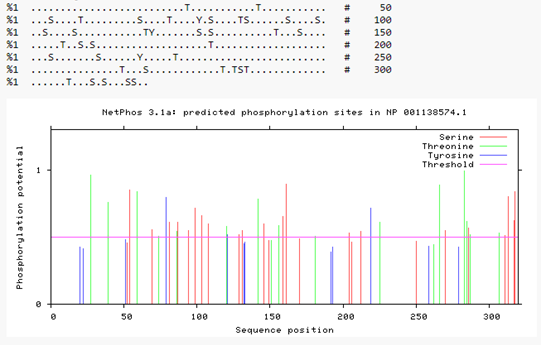 %1 ..........................T...........T........... # 50
%1 ...S....T.........S....T....Y.S.....TS......S....S. # 100
%1 ..S....S...........TY......S.S..........T...S..... # 150
%1 .....T..S.S...................T................... # 200
%1 ...S.......S......Y.....T......................... # 250
%1 ...............T...S............T.TST............. # 300
%1 ......T...S.S...SS..
NetPhos 3.1a: predicted phosphorylation sites in NP 001138574.1
Serine
Threonine
Tyrosine
Threshold
1
Phosphorylation potential
0
0 50 100 150 200 250 300
Sequence position